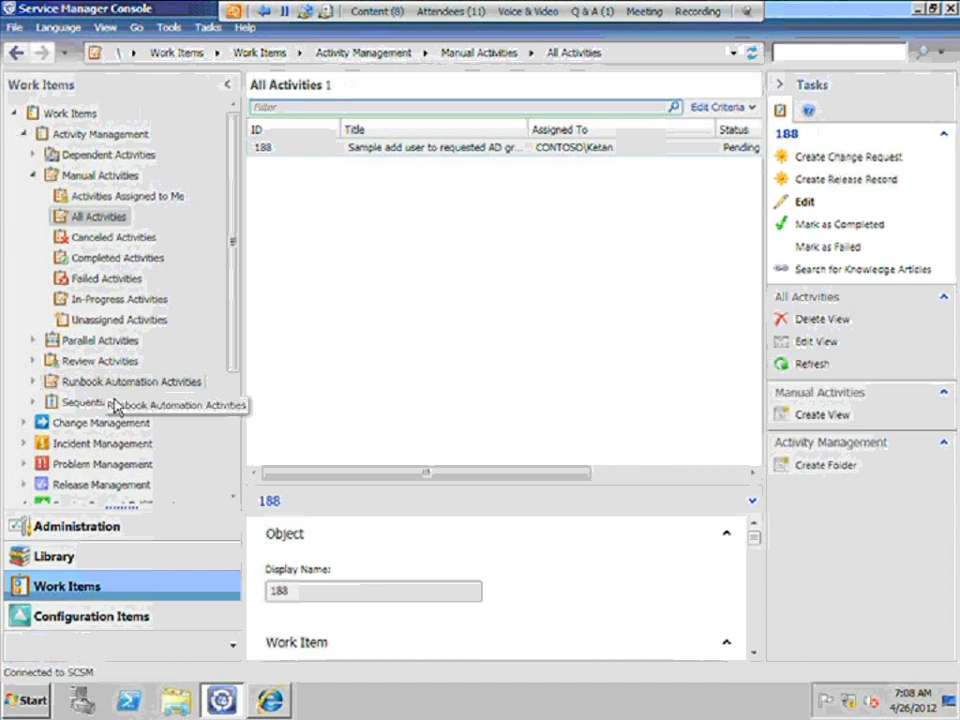 Service Manager Console
Content (8) Attendees (11) Voice & Video Q & A (1) Meeting Recording
File Language View Go Tools Tasks Help
\ Work Items Work Items Activity Management Manual Activities All Activities
Work Items
Work Items
Activity Management
Dependent Activities
Manual Activities
Activities Assigned to Me
All Activities
Canceled Activities
Completed Activities
Failed Activities
In-Progress Activities
Unassigned Activities
Parallel Activities
Review Activities
Runbook Automation Activities
Runbook Automation Activities
Change Management
Incident Management
Problem Management
Release Management
Administration
Library
Work Items
Configuration Items
All Activities 1
Filter Edit Criteria
ID Title Assigned To Status
188 Sample add user to requested AD gr... CONTOSO\Ketan Pending
188
Object
Display Name:
188
Work Item
Tasks
188
Create Change Request
Create Release Record
Edit
Mark as Completed
Mark as Failed
Search for Knowledge Articles
All Activities
Delete View
Edit View
Refresh
Manual Activities
Create View
Activity Management
Create Folder
Connected to SCSM
Start
7:08 AM
4/26/2012